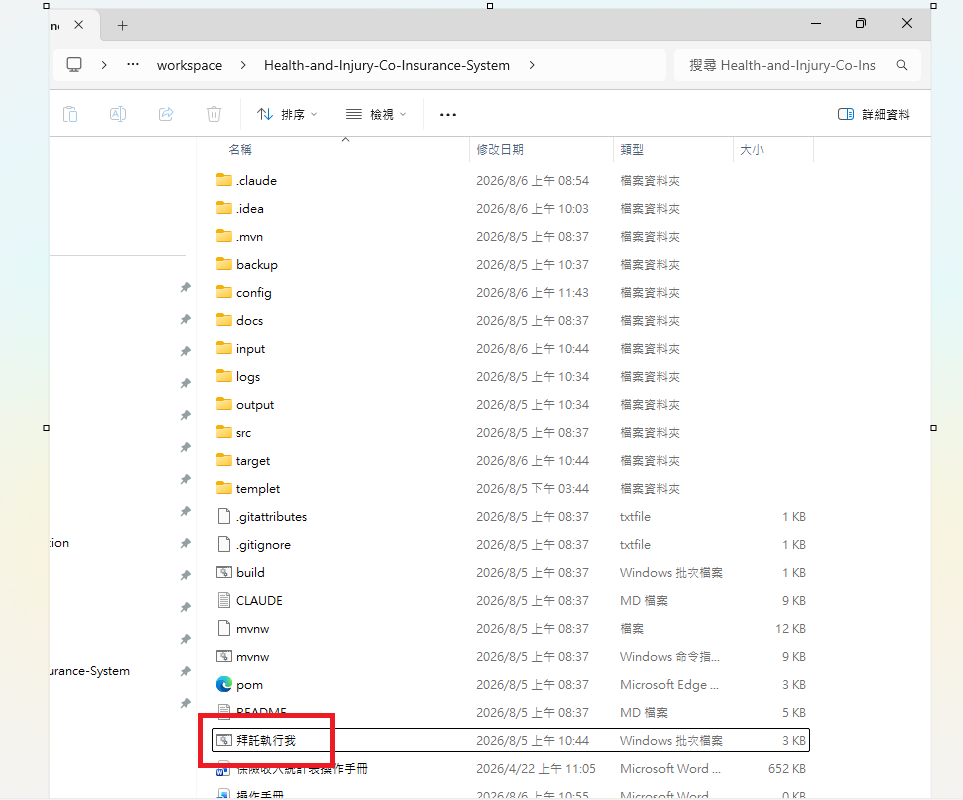 workspace
Health-and-Injury-Co-Insurance-System
搜尋 Health-and-Injury-Co-Ins
排序
檢視
詳細資料
名稱 修改日期 類型 大小
.claude 2026/8/6 上午 08:54 檔案資料夾
.idea 2026/8/6 上午 10:03 檔案資料夾
.mvn 2026/8/5 上午 08:37 檔案資料夾
backup 2026/8/5 上午 10:37 檔案資料夾
config 2026/8/6 上午 11:43 檔案資料夾
docs 2026/8/5 上午 08:37 檔案資料夾
input 2026/8/6 上午 10:44 檔案資料夾
logs 2026/8/5 上午 10:34 檔案資料夾
output 2026/8/5 上午 10:34 檔案資料夾
src 2026/8/5 上午 08:37 檔案資料夾
target 2026/8/6 上午 10:44 檔案資料夾
templet 2026/8/5 下午 03:44 檔案資料夾
.gitattributes 2026/8/5 上午 08:37 txtfile 1 KB
tion .gitignore 2026/8/5 上午 08:37 txtfile 1 KB
build 2026/8/5 上午 08:37 Windows 批次檔案 1 KB
CLAUDE 2026/8/5 上午 08:37 MD 檔案 9 KB
mvnw 2026/8/5 上午 08:37 檔案 12 KB
mvnw 2026/8/5 上午 08:37 Windows 命令指... 9 KB
urance-System pom 2026/8/5 上午 08:37 Microsoft Edge ... 3 KB
README 2026/8/5 上午 08:37 MD 檔案 5 KB
拜託執行我 2026/8/5 上午 10:44 Windows 批次檔案 3 KB
保險收入統計表操作手冊 2026/4/22 上午 11:05 Microsoft Word ... 652 KB
操作手冊 2026/8/6 上午 10:55 Microsoft Word 0 KB